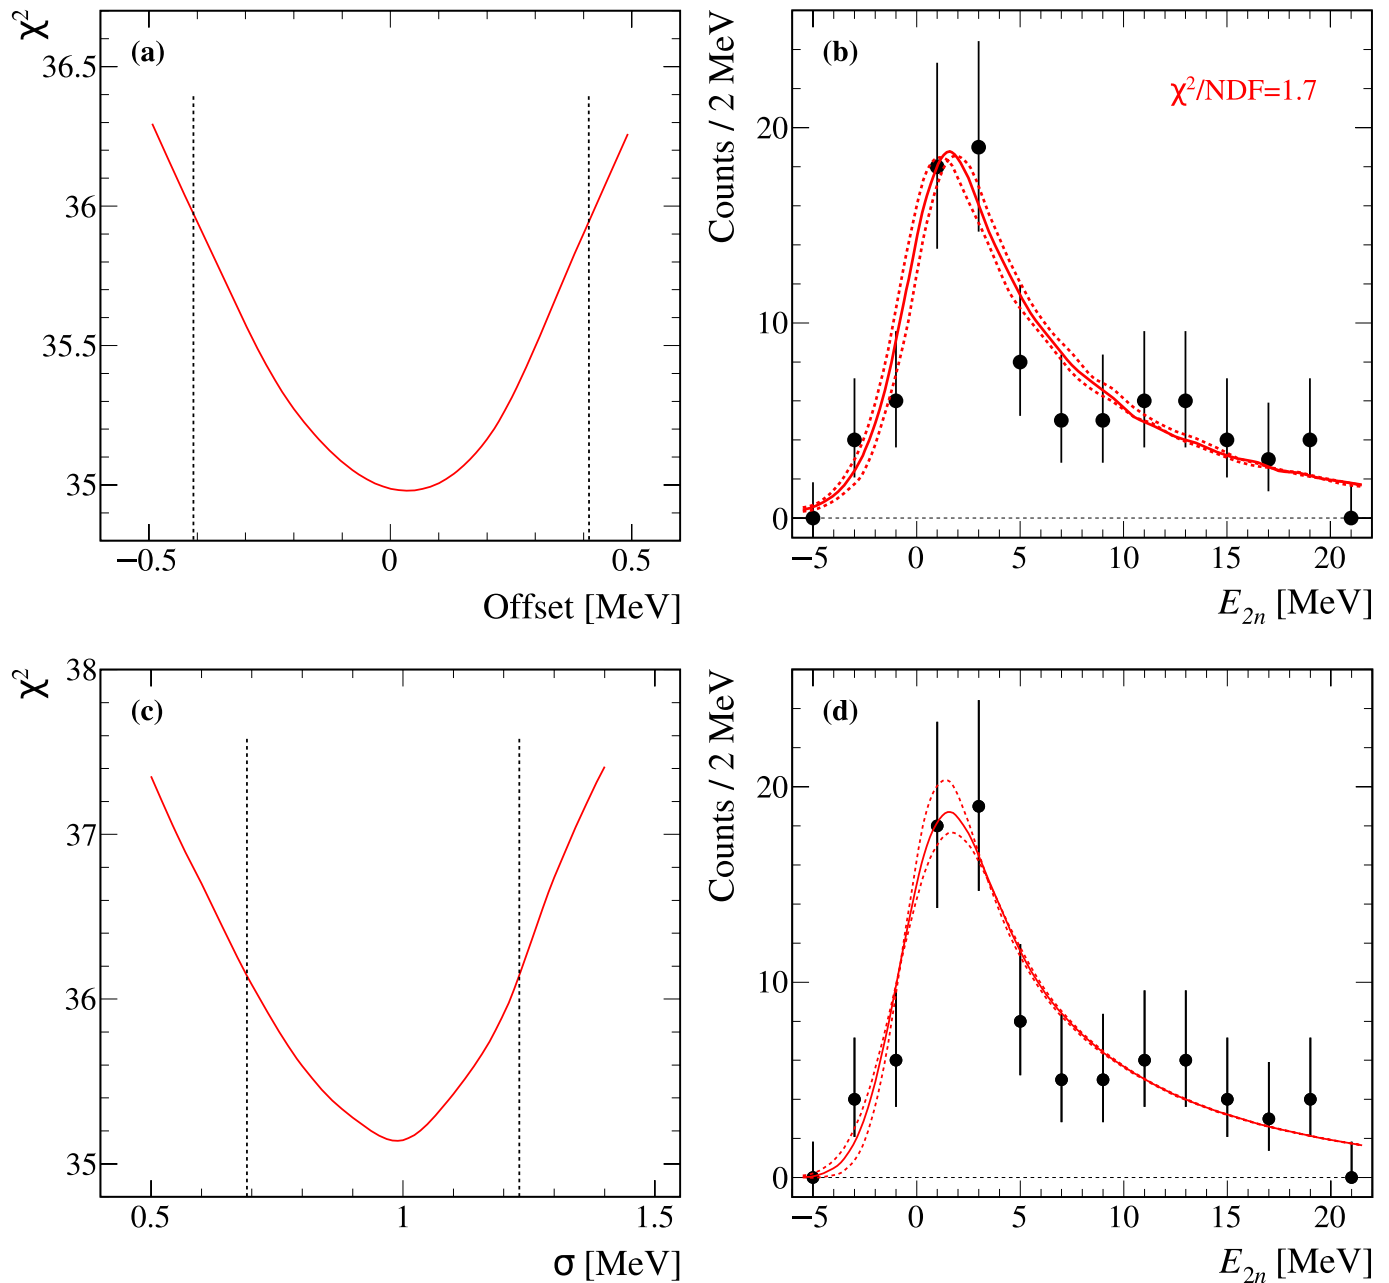 χ²
(a)
36.5
36
35.5
35
−0.5
0
0.5
Offset [MeV]
Counts / 2 MeV
(b)
χ²/NDF=1.7
20
10
0
−5
0
5
10
15
20
E₂ₙ [MeV]
χ²
(c)
38
37
36
35
0.5
1
1.5
σ [MeV]
Counts / 2 MeV
(d)
20
10
0
−5
0
5
10
15
20
E₂ₙ [MeV]